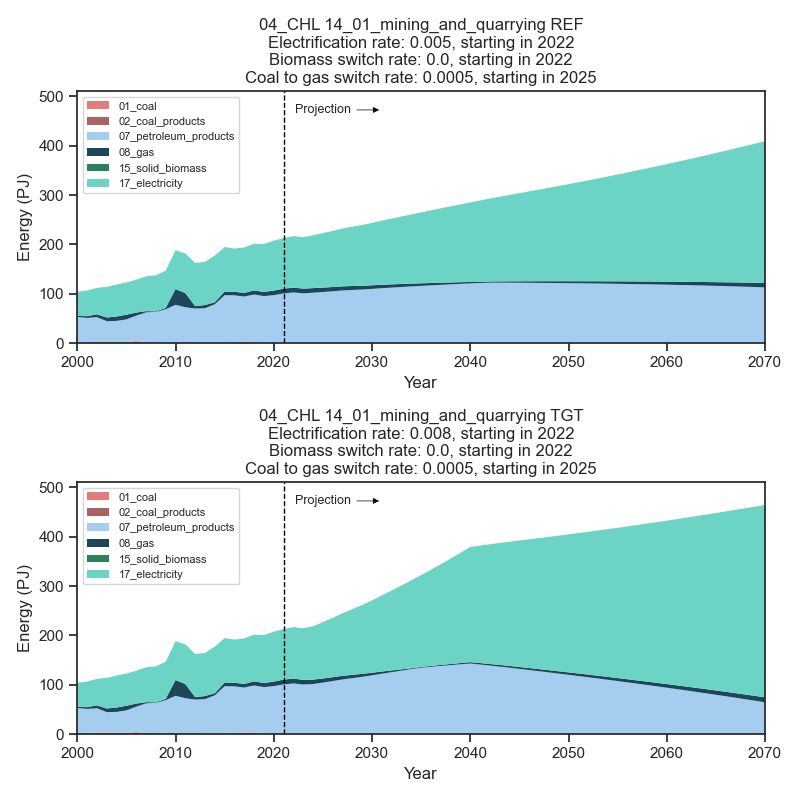 04_CHL 14_01_mining_and_quarrying REF
Electrification rate: 0.005, starting in 2022
Biomass switch rate: 0.0, starting in 2022
Coal to gas switch rate: 0.0005, starting in 2025
500
400
300
200
100
0
Energy (PJ)
01_coal
02_coal_products
07_petroleum_products
08_gas
15_solid_biomass
17_electricity
Projection
2000 2010 2020 2030 2040 2050 2060 2070
Year
04_CHL 14_01_mining_and_quarrying TGT
Electrification rate: 0.008, starting in 2022
Biomass switch rate: 0.0, starting in 2022
Coal to gas switch rate: 0.0005, starting in 2025
500
400
300
200
100
0
Energy (PJ)
01_coal
02_coal_products
07_petroleum_products
08_gas
15_solid_biomass
17_electricity
Projection
2000 2010 2020 2030 2040 2050 2060 2070
Year